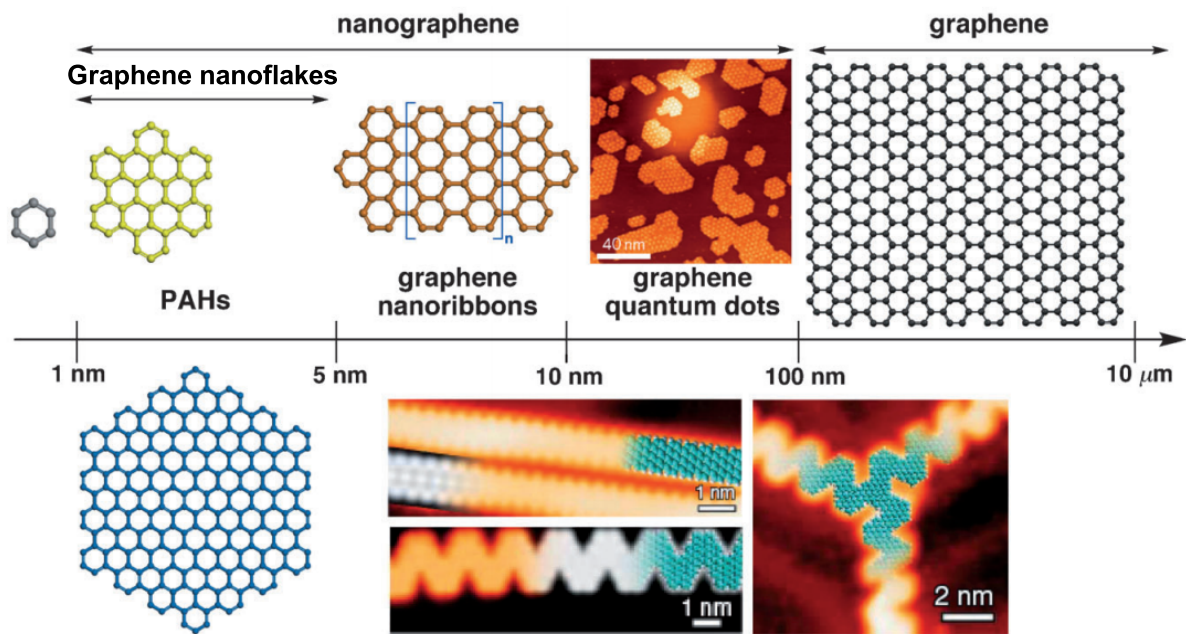 nanographene
graphene
Graphene nanoflakes
n
40 nm
PAHs
graphene
nanoribbons
graphene
quantum dots
1 nm
5 nm
10 nm
100 nm
10 μm
1 nm
1 nm
2 nm